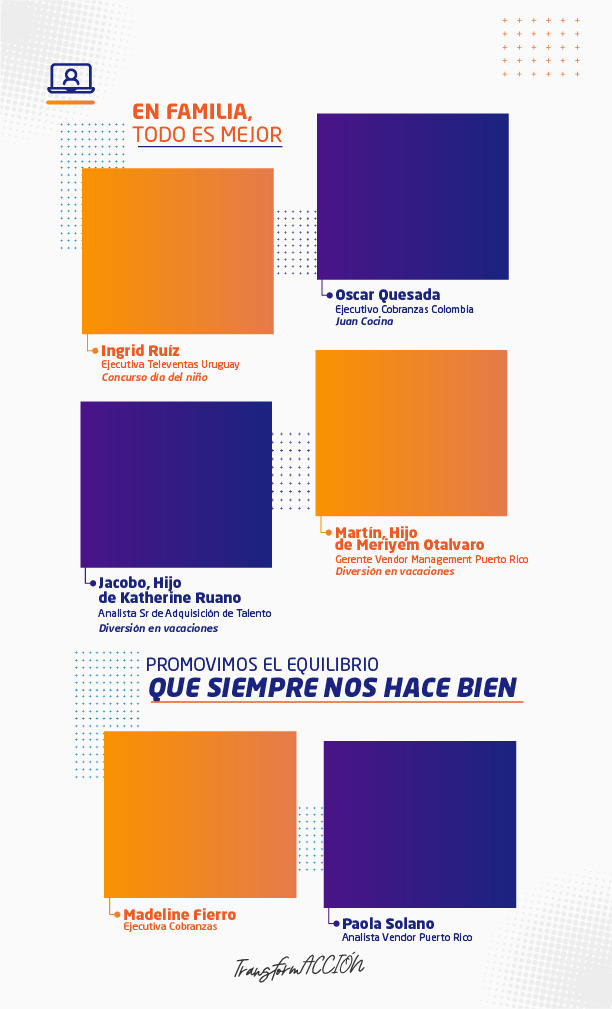 EN FAMILIA,
TODO ES MEJOR
Oscar Quesada
Ejecutivo Cobranzas Colombia
Juan Cocina
Ingrid Ruíz
Ejecutiva Televentas Uruguay
Concurso día del niño
Martín, Hijo
de Meriyem Otalvaro
Gerente Vendor Management Puerto Rico
Diversión en vacaciones
Jacobo, Hijo
de Katherine Ruano
Analista Sr de Adquisición de Talento
Diversión en vacaciones
PROMOVIMOS EL EQUILIBRIO
QUE SIEMPRE NOS HACE BIEN
Madeline Fierro
Ejecutiva Cobranzas
Paola Solano
Analista Vendor Puerto Rico
TransformACCIÓN